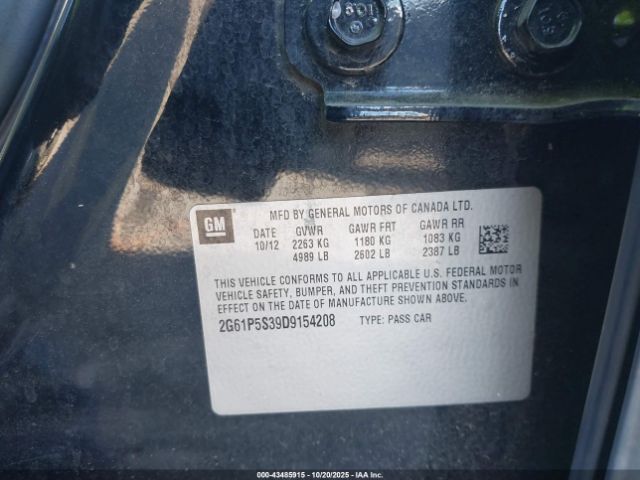 GM
MFD BY GENERAL MOTORS OF CANADA LTD.
DATE GVWR GAWR FRT GAWR RR
10/12 2263 KG 1180 KG 1083 KG
4989 LB 2602 LB 2387 LB
THIS VEHICLE CONFORMS TO ALL APPLICABLE U.S. FEDERAL MOTOR
VEHICLE SAFETY, BUMPER, AND THEFT PREVENTION STANDARDS IN
EFFECT ON THE DATE OF MANUFACTURE SHOWN ABOVE.
2G61P5S39D9154208 TYPE: PASS CAR
000-43485915 - 10/20/2025 - IAA Inc.